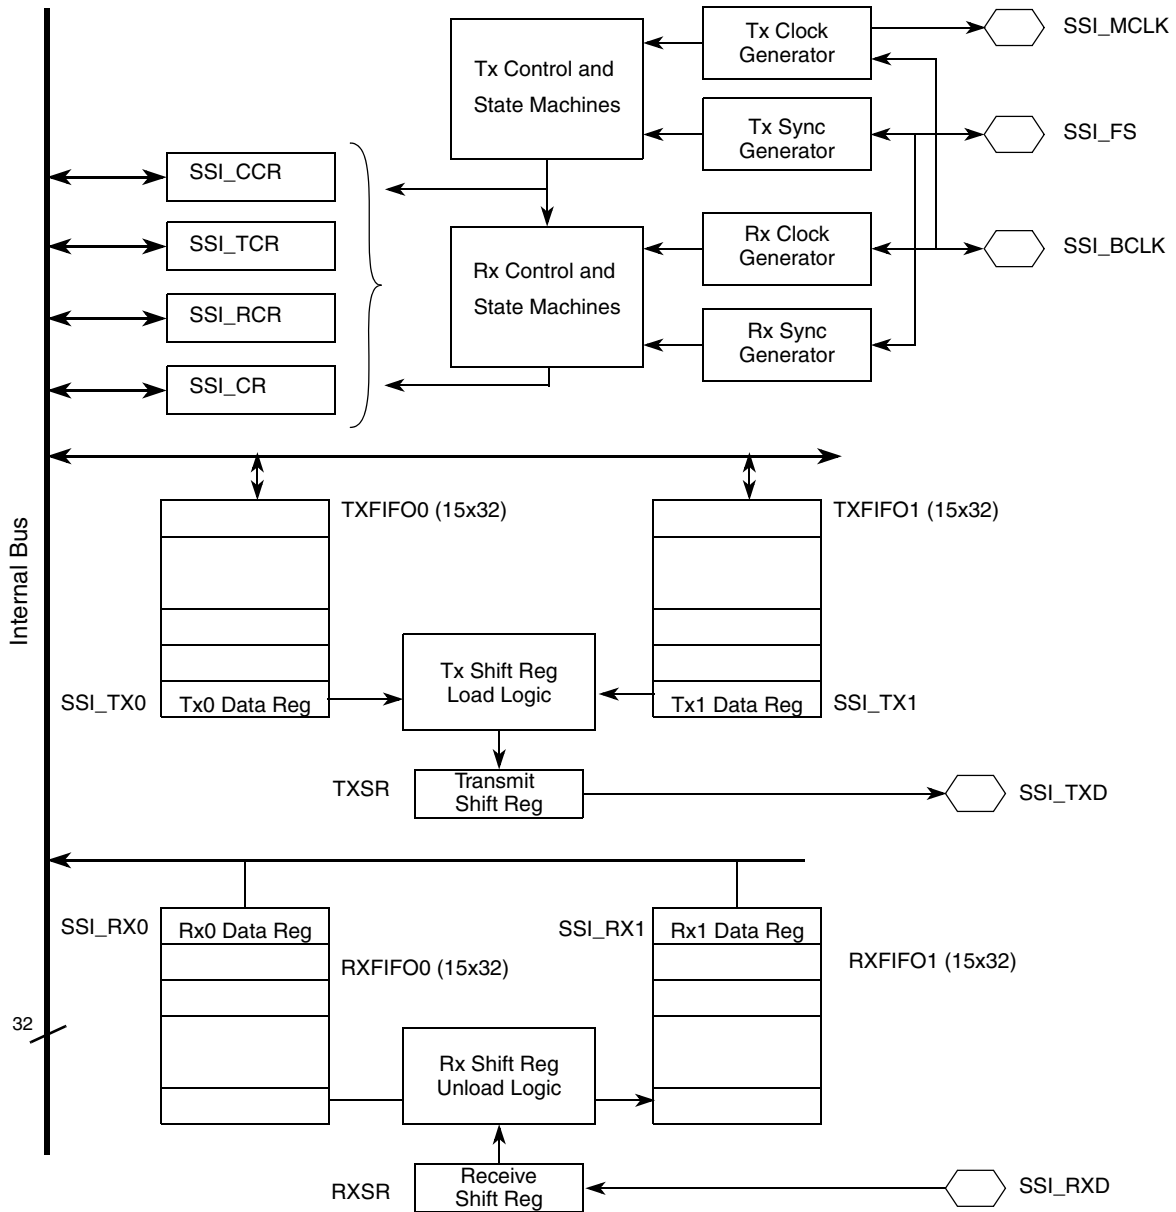 Tx Clock
Generator
SSI_MCLK
Tx Control and
State Machines
Tx Sync
Generator
SSI_FS
SSI_CCR
SSI_TCR
Rx Clock
Generator
SSI_BCLK
Rx Control and
State Machines
SSI_RCR
Rx Sync
Generator
SSI_CR
Internal Bus
TXFIFO0 (15x32)
TXFIFO1 (15x32)
Tx Shift Reg
Load Logic
SSI_TX0
Tx0 Data Reg
Tx1 Data Reg
SSI_TX1
TXSR
Transmit
Shift Reg
SSI_TXD
SSI_RX0
Rx0 Data Reg
SSI_RX1
Rx1 Data Reg
RXFIFO0 (15x32)
RXFIFO1 (15x32)
32
Rx Shift Reg
Unload Logic
RXSR
Receive
Shift Reg
SSI_RXD